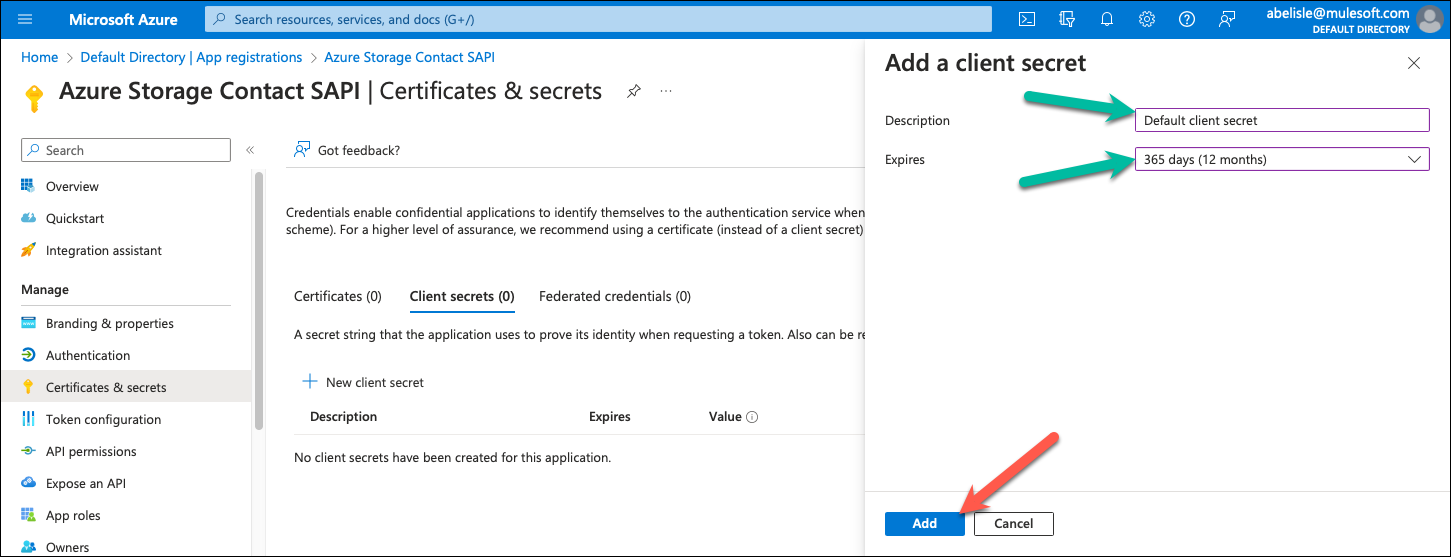 Microsoft Azure
Search resources, services, and docs (G+/)
abelisle@mulesoft.com
DEFAULT DIRECTORY
Home > Default Directory | App registrations > Azure Storage Contact SAPI
Azure Storage Contact SAPI | Certificates & secrets
...
Search
«
Overview
Quickstart
Integration assistant
Manage
Branding & properties
Authentication
Certificates & secrets
Token configuration
API permissions
Expose an API
App roles
Owners
Got feedback?
Credentials enable confidential applications to identify themselves to the authentication service when
scheme). For a higher level of assurance, we recommend using a certificate (instead of a client secret)
Certificates (0) Client secrets (0) Federated credentials (0)
A secret string that the application uses to prove its identity when requesting a token. Also can be re
New client secret
Description Expires Value
No client secrets have been created for this application.
Add a client secret
Description Default client secret
Expires 365 days (12 months)
Add Cancel